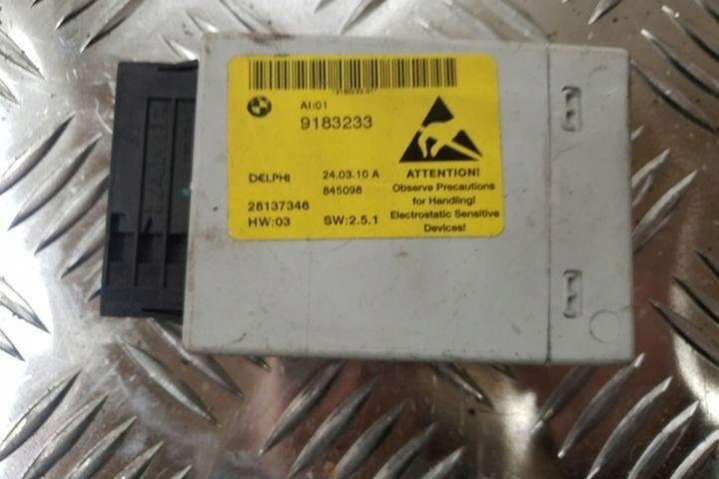 AI:01
9183233
DELPHI 24.03.10 A
845098
28137346
HW:03 SW:2.5.1
ATTENTION!
Observe Precautions
for Handling!
Electrostatic Sensitive
Devices!